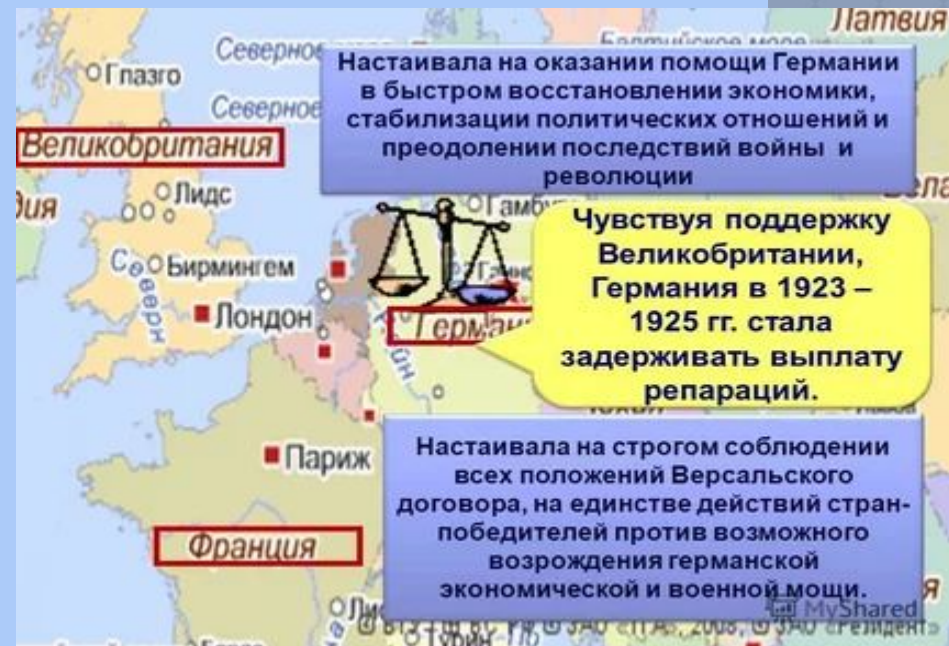 Латвия
Северное
Балтийское море
Глазго
Северное
Великобритания
Лидс
Бирмингем
Северн
Лондон
Париж
Франция
Настаивала на оказании помощи Германии
в быстром восстановлении экономики,
стабилизации политических отношений и
преодолении последствий войны и
революции
Чувствуя поддержку
Великобритании,
Германия в 1923 –
1925 гг. стала
задерживать выплату
репараций.
Настаивала на строгом соблюдении
всех положений Версальского
договора, на единстве действий стран-
победителей против возможного
возрождения германской
экономической и военной мощи.
MyShared
Турин